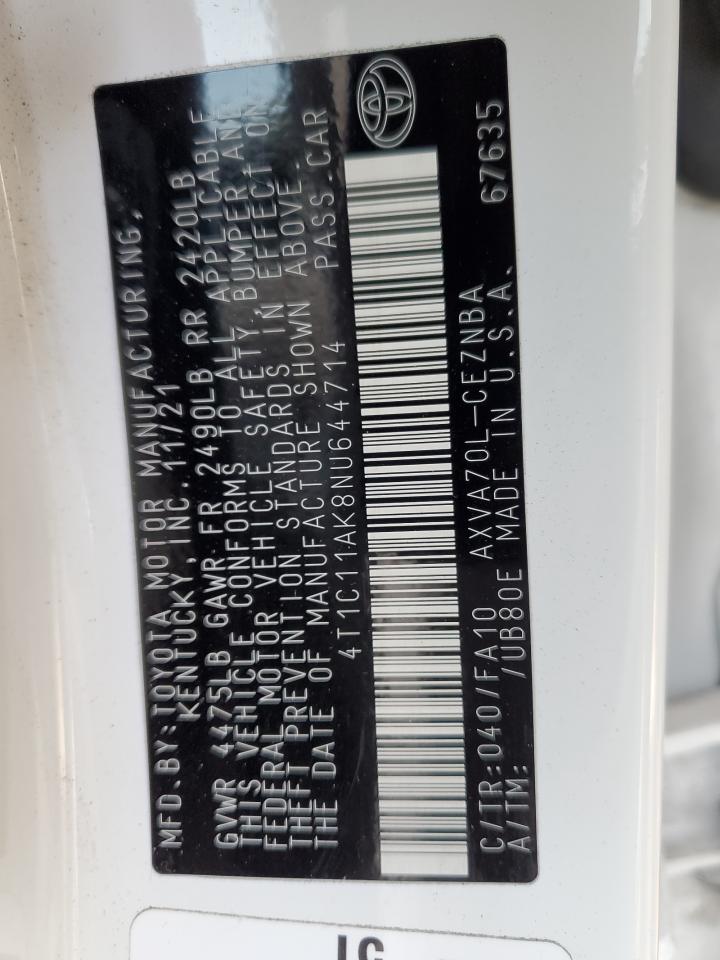 MFD.BY:TOYOTA MOTOR MANUFACTURING,
KENTUCKY, INC. 11/21
GVWR 4475LB GAWR FR 2490LB RR 2420LB
THIS VEHICLE CONFORMS TO ALL APPLICABLE
FEDERAL MOTOR VEHICLE SAFETY, BUMPER AND
THEFT PREVENTION STANDARDS IN EFFECT ON
THE DATE OF MANUFACTURE SHOWN ABOVE.
4T1C11AK8NU644714 PASS.CAR
C/TR:040/FA10 AXVA70L-CEZNBA 67635
A/TM: /UB80E MADE IN U.S.A.